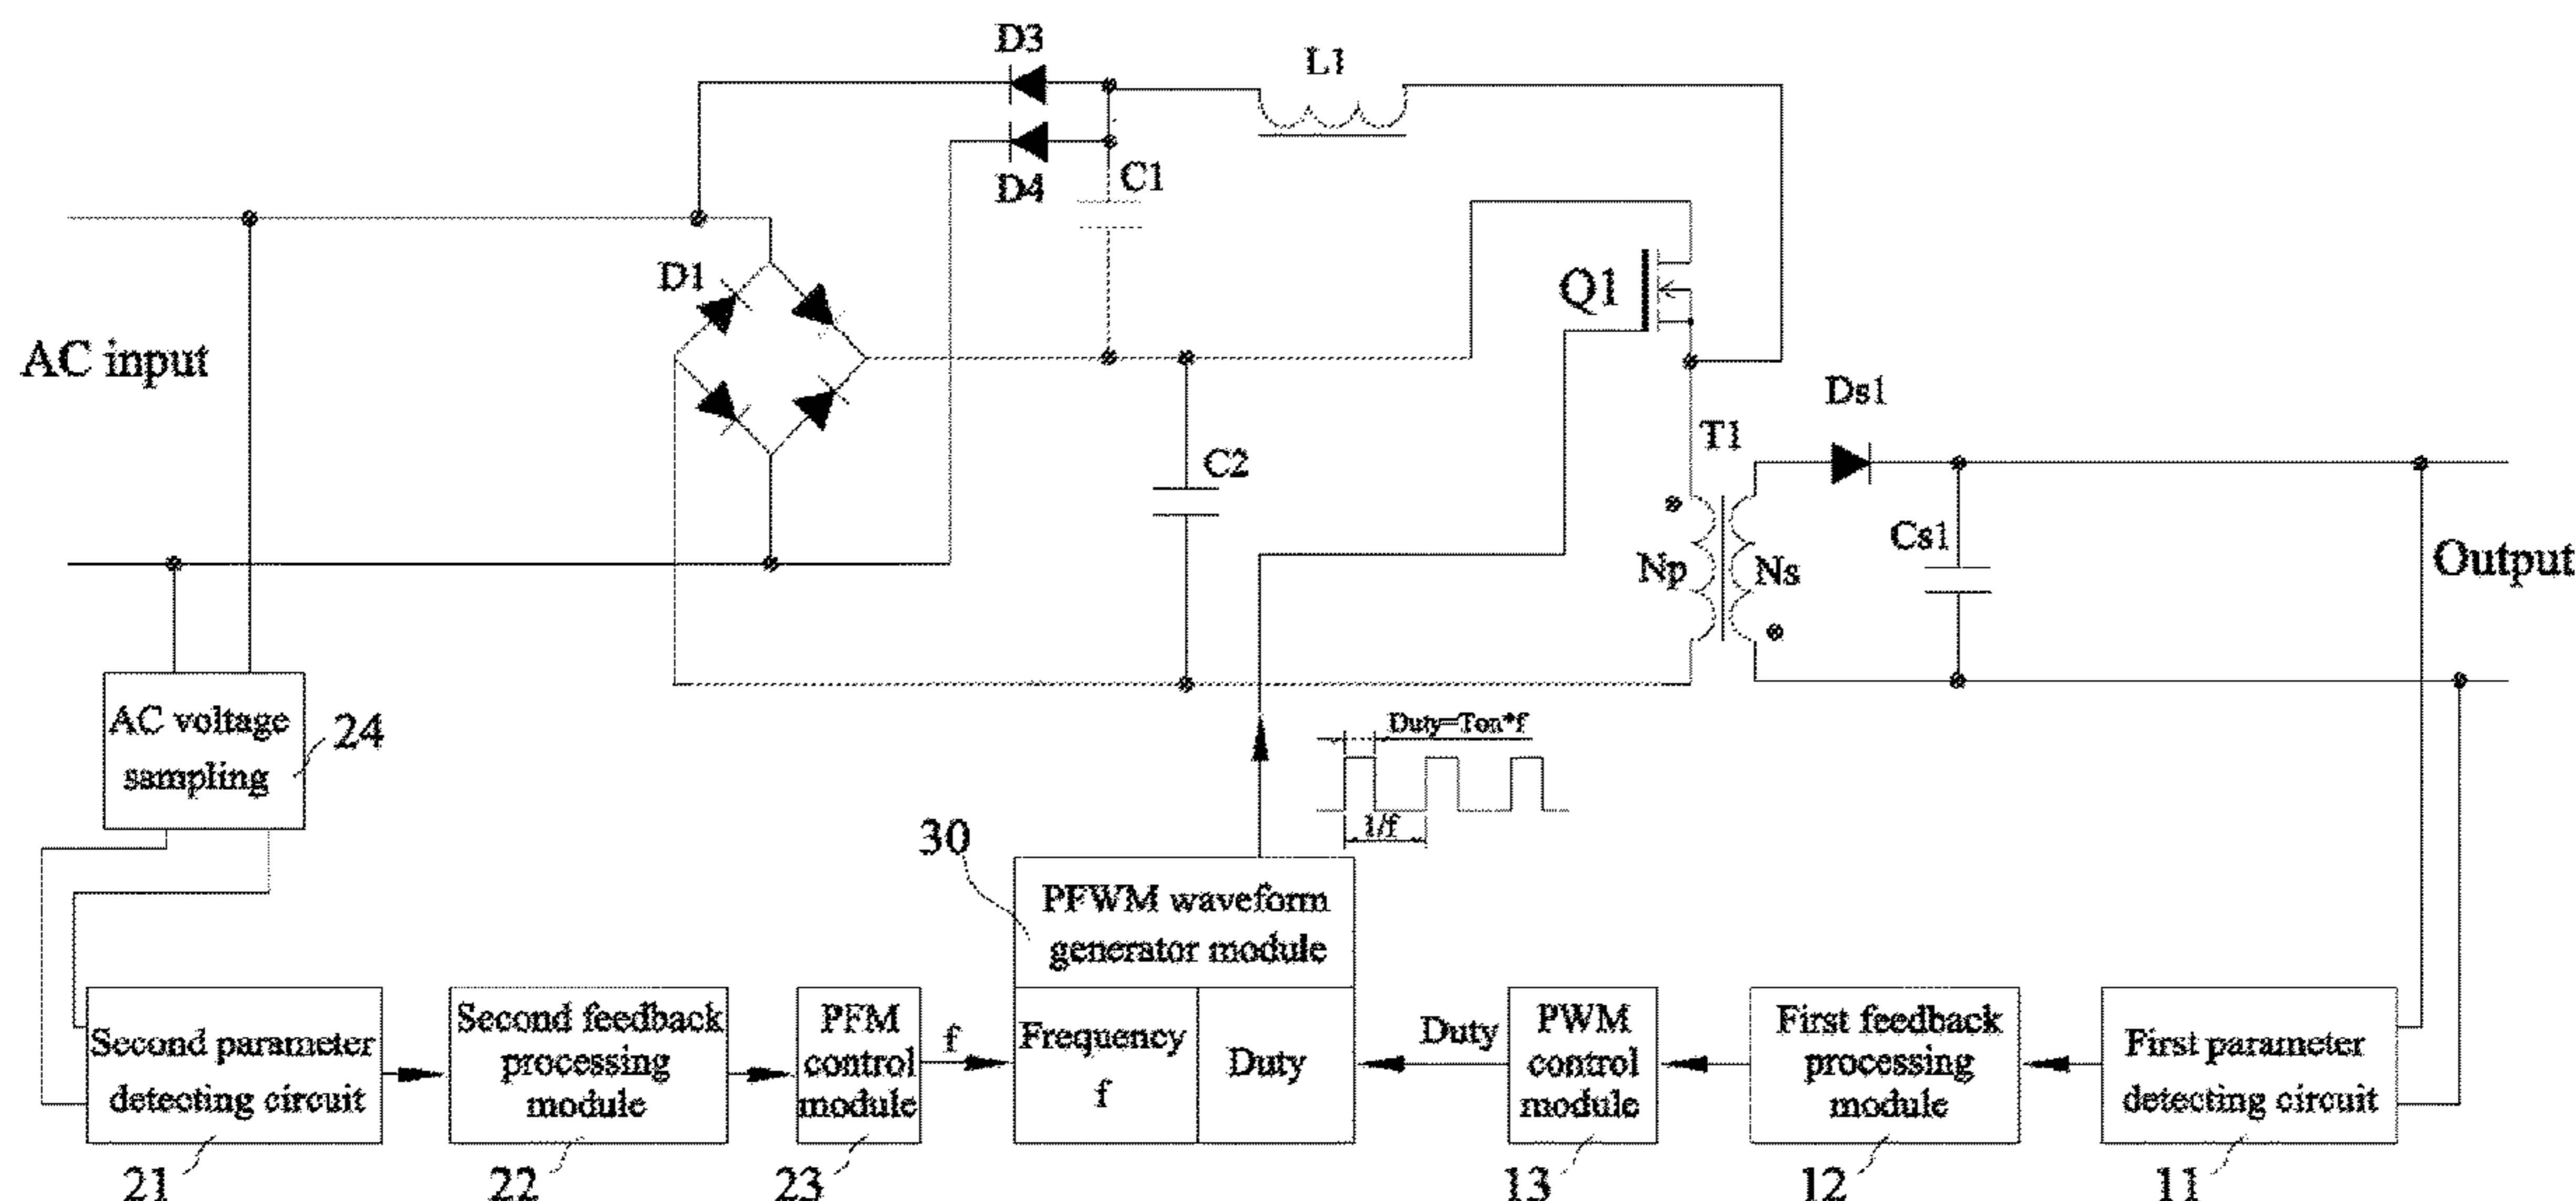 D3
L1
D4
C1
D1
Q1
AC input
Ds1
T1
C2
Cs1
Np
Ns
Output
AC voltage
sampling
24
Duty=Ton*f
1/f
30
PFWM waveform
generator module
Second parameter
detecting circuit
Second feedback
processing
module
PFM
control
module
f
Frequency
f
Duty
Duty
PWM
control
module
First feedback
processing
module
First parameter
detecting circuit
21
22
23
13
12
11